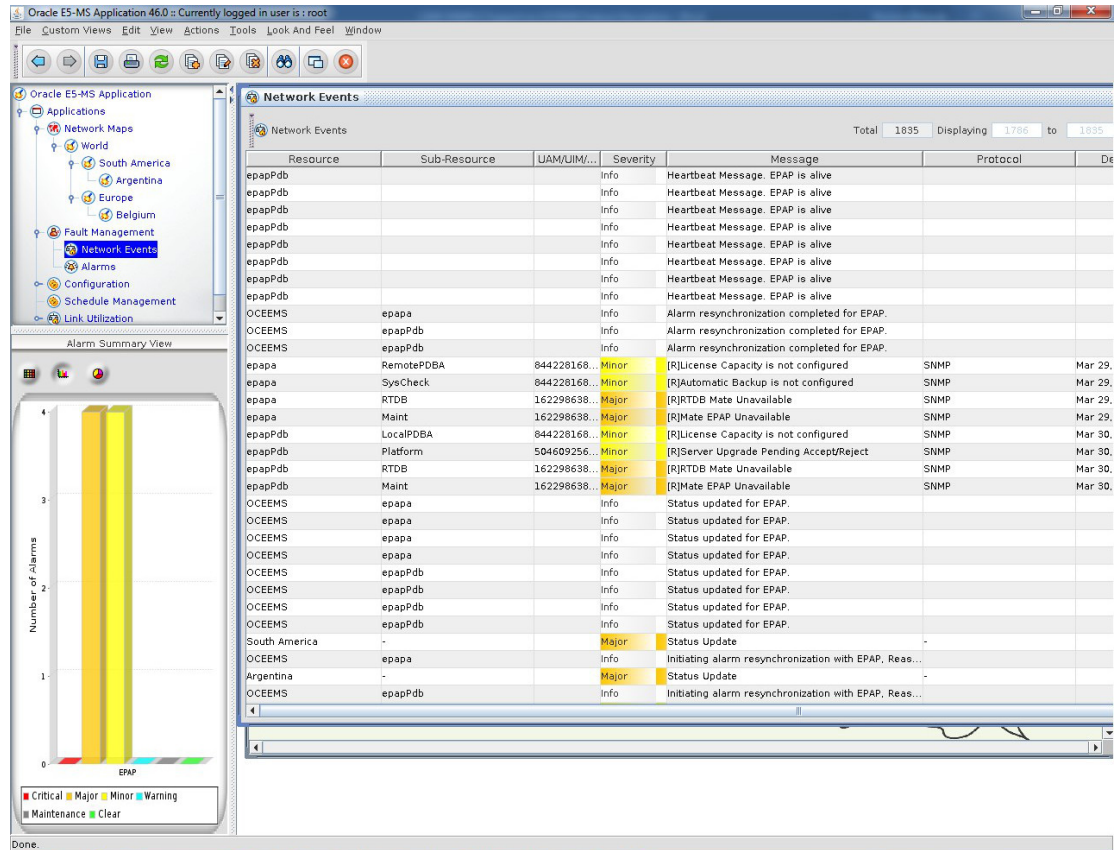 Oracle E5-MS Application 46.0 :: Currently logged in user is : root
File Custom Views Edit View Actions Tools Look And Feel Window
Oracle E5-MS Application
Applications
Network Maps
World
South America
Argentina
Europe
Belgium
Fault Management
Network Events
Alarms
Configuration
Schedule Management
Link Utilization
Alarm Summary View
4
3
2
1
0
Number of Alarms
EPAP
Critical Major Minor Warning
Maintenance Clear
Network Events
Network Events Total 1835 Displaying 1786 to 1835
Resource Sub-Resource UAM/UIM/... Severity Message Protocol De
epapPdb Info Heartbeat Message. EPAP is alive
epapPdb Info Heartbeat Message. EPAP is alive
epapPdb Info Heartbeat Message. EPAP is alive
epapPdb Info Heartbeat Message. EPAP is alive
epapPdb Info Heartbeat Message. EPAP is alive
epapPdb Info Heartbeat Message. EPAP is alive
epapPdb Info Heartbeat Message. EPAP is alive
epapPdb Info Heartbeat Message. EPAP is alive
OCEEMS epapa Info Alarm resynchronization completed for EPAP.
OCEEMS epapPdb Info Alarm resynchronization completed for EPAP.
OCEEMS epapPdb Info Alarm resynchronization completed for EPAP.
epapa RemotePDBA 844228168... Minor [R]License Capacity is not configured SNMP Mar 29,
epapa SysCheck 844228168... Minor [R]Automatic Backup is not configured SNMP Mar 29,
epapa RTDB 162298638... Major [R]RTDB Mate Unavailable SNMP Mar 29,
epapa Maint 162298638... Major [R]Mate EPAP Unavailable SNMP Mar 29,
epapPdb LocalPDBA 844228168... Minor [R]License Capacity is not configured SNMP Mar 30,
epapPdb Platform 504609256... Minor [R]Server Upgrade Pending Accept/Reject SNMP Mar 30,
epapPdb RTDB 162298638... Major [R]RTDB Mate Unavailable SNMP Mar 30,
epapPdb Maint 162298638... Major [R]Mate EPAP Unavailable SNMP Mar 30,
OCEEMS epapa Info Status updated for EPAP.
OCEEMS epapa Info Status updated for EPAP.
OCEEMS epapa Info Status updated for EPAP.
OCEEMS epapa Info Status updated for EPAP.
OCEEMS epapPdb Info Status updated for EPAP.
OCEEMS epapPdb Info Status updated for EPAP.
OCEEMS epapPdb Info Status updated for EPAP.
OCEEMS epapPdb Info Status updated for EPAP.
South America - Major Status Update -
OCEEMS epapa Info Initiating alarm resynchronization with EPAP, Reas...
Argentina - Major Status Update -
OCEEMS epapPdb Info Initiating alarm resynchronization with EPAP, Reas...
Done.